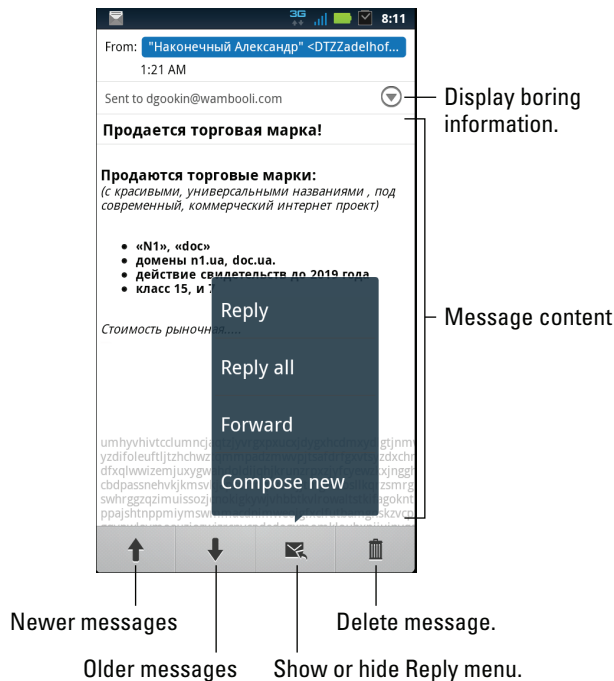 3G 8:11
From: "Наконечный Александр" <DTZZadelhof...
1:21 AM
Sent to dgookin@wambooli.com
Display boring
information.
Продается торговая марка!
Продаются торговые марки:
(с красивыми, универсальными названиями , под
современный, коммерческий интернет проект)
• «N1», «doc»
• домены n1.ua, doc.ua.
• действие свидетельств до 2019 года
• класс 15, и
Стоимость
Message content
Reply
Reply all
Forward
Compose new
Newer messages
Delete message.
Older messages
Show or hide Reply menu.